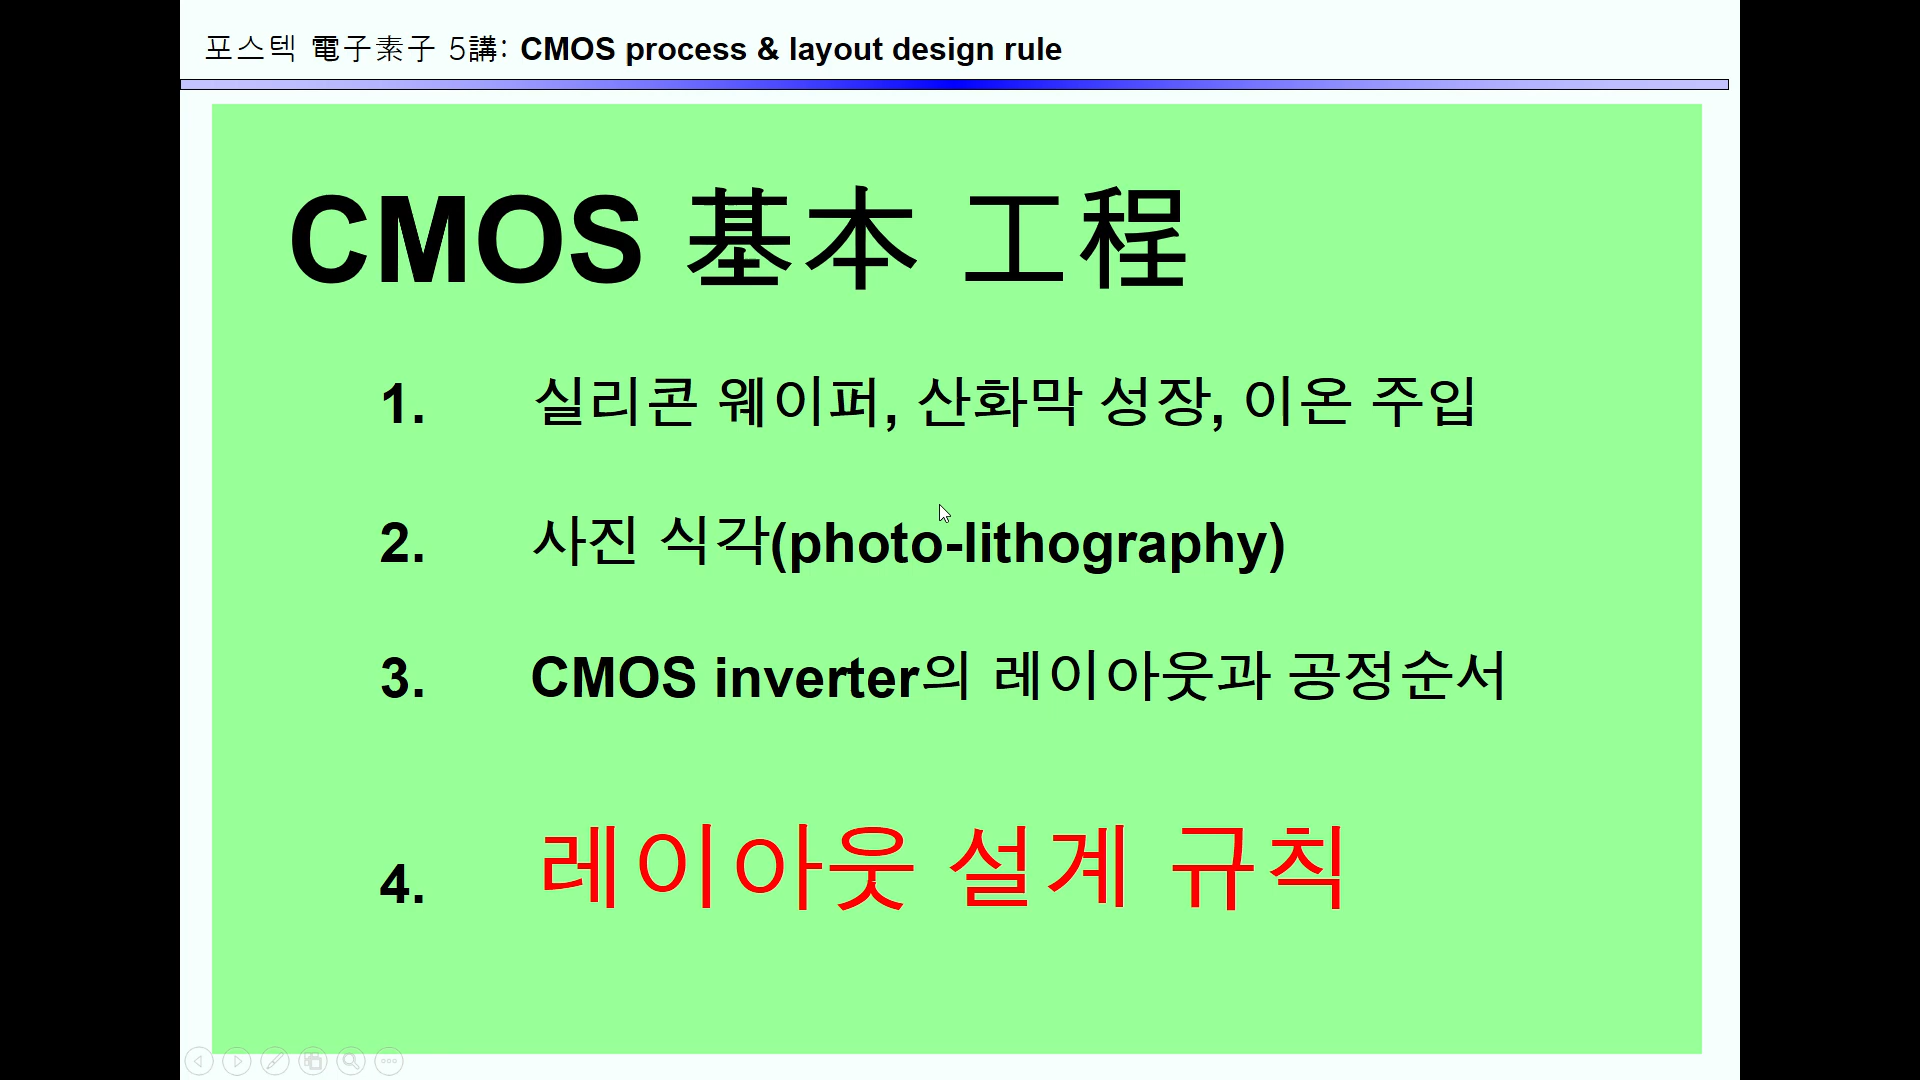 포스텍 電子素子 5講: CMOS process & layout design rule
CMOS 基本 工程
1. 실리콘 웨이퍼, 산화막 성장, 이온 주입
2. 사진 식각(photo-lithography)
3. CMOS inverter의 레이아웃과 공정순서
4. 레이아웃 설계 규칙